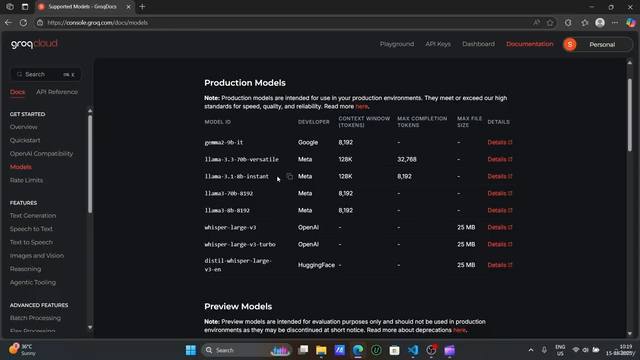 Supported Models - GroqDocs
https://console.groq.com/docs/models
groqcloud
Playground API Keys Dashboard Documentation S Personal
Search
Docs API Reference
GET STARTED
Overview
Quickstart
OpenAI Compatibility
Models
Rate Limits
FEATURES
Text Generation
Speech to Text
Text to Speech
Images and Vision
Reasoning
Agentic Tooling
ADVANCED FEATURES
Batch Processing
Flex Processing
Production Models
Note: Production models are intended for use in your production environments. They meet or exceed our high
standards for speed, quality, and reliability. Read more here.
MODEL ID DEVELOPER CONTEXT WINDOW (TOKENS) MAX COMPLETION TOKENS MAX FILE SIZE DETAILS
gemma2-9b-it Google 8,192 - - Details
llama-3.3-70b-versatile Meta 128K 32,768 - Details
llama-3.1-8b-instant Meta 128K 8,192 - Details
llama3-70b-8192 Meta 8,192 - - Details
llama3-8b-8192 Meta 8,192 - - Details
whisper-large-v3 OpenAI - - 25 MB Details
whisper-large-v3-turbo OpenAI - - 25 MB Details
distil-whisper-large-
v3-en HuggingFace - - 25 MB Details
Preview Models
Note: Preview models are intended for evaluation purposes only and should not be used in production
environments as they may be discontinued at short notice. Read more about deprecations here.
36°C
Sunny
Search
ENG
US
10:19